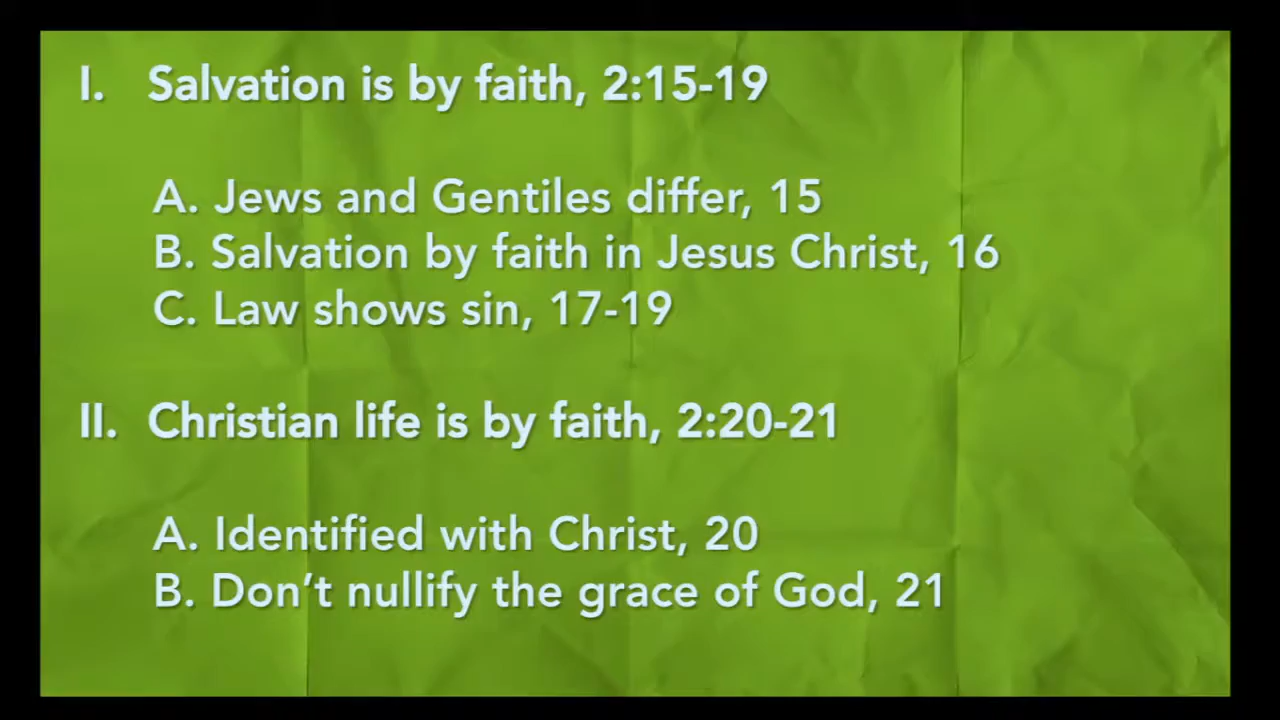 I. Salvation is by faith, 2:15-19
A. Jews and Gentiles differ, 15
B. Salvation by faith in Jesus Christ, 16
C. Law shows sin, 17-19
II. Christian life is by faith, 2:20-21
A. Identified with Christ, 20
B. Don’t nullify the grace of God, 21